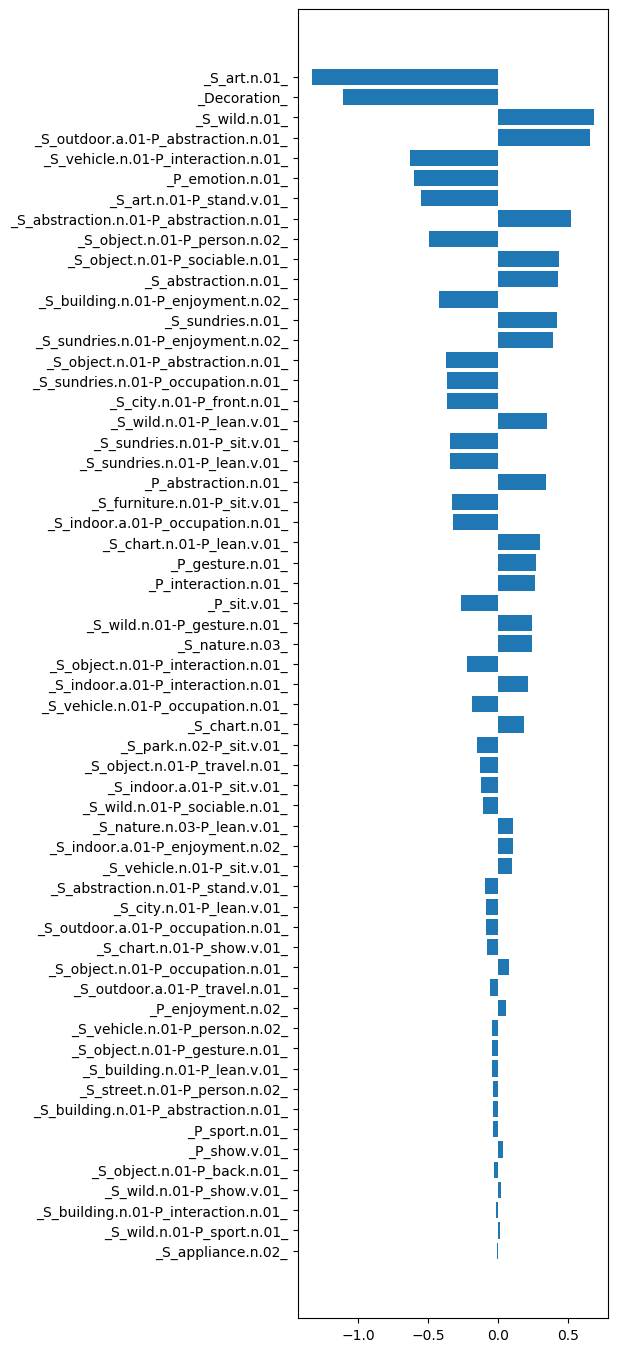 _S_art.n.01_
_Decoration_
_S_wild.n.01_
_S_outdoor.a.01-P_abstraction.n.01_
_S_vehicle.n.01-P_interaction.n.01_
_P_emotion.n.01_
_S_art.n.01-P_stand.v.01_
_S_abstraction.n.01-P_abstraction.n.01_
_S_object.n.01-P_person.n.02_
_S_object.n.01-P_sociable.n.01_
_S_abstraction.n.01_
_S_building.n.01-P_enjoyment.n.02_
_S_sundries.n.01_
_S_sundries.n.01-P_enjoyment.n.02_
_S_object.n.01-P_abstraction.n.01_
_S_sundries.n.01-P_occupation.n.01_
_S_city.n.01-P_front.n.01_
_S_wild.n.01-P_lean.v.01_
_S_sundries.n.01-P_sit.v.01_
_S_sundries.n.01-P_lean.v.01_
_P_abstraction.n.01_
_S_furniture.n.01-P_sit.v.01_
_S_indoor.a.01-P_occupation.n.01_
_S_chart.n.01-P_lean.v.01_
_P_gesture.n.01_
_P_interaction.n.01_
_P_sit.v.01_
_S_wild.n.01-P_gesture.n.01_
_S_nature.n.03_
_S_object.n.01-P_interaction.n.01_
_S_indoor.a.01-P_interaction.n.01_
_S_vehicle.n.01-P_occupation.n.01_
_S_chart.n.01_
_S_park.n.02-P_sit.v.01_
_S_object.n.01-P_travel.n.01_
_S_indoor.a.01-P_sit.v.01_
_S_wild.n.01-P_sociable.n.01_
_S_nature.n.03-P_lean.v.01_
_S_indoor.a.01-P_enjoyment.n.02_
_S_vehicle.n.01-P_sit.v.01_
_S_abstraction.n.01-P_stand.v.01_
_S_city.n.01-P_lean.v.01_
_S_outdoor.a.01-P_occupation.n.01_
_S_chart.n.01-P_show.v.01_
_S_object.n.01-P_occupation.n.01_
_S_outdoor.a.01-P_travel.n.01_
_P_enjoyment.n.02_
_S_vehicle.n.01-P_person.n.02_
_S_object.n.01-P_gesture.n.01_
_S_building.n.01-P_lean.v.01_
_S_street.n.01-P_person.n.02_
_S_building.n.01-P_abstraction.n.01_
_P_sport.n.01_
_P_show.v.01_
_S_object.n.01-P_back.n.01_
_S_wild.n.01-P_show.v.01_
_S_building.n.01-P_interaction.n.01_
_S_wild.n.01-P_sport.n.01_
_S_appliance.n.02_
−1.0 −0.5 0.0 0.5